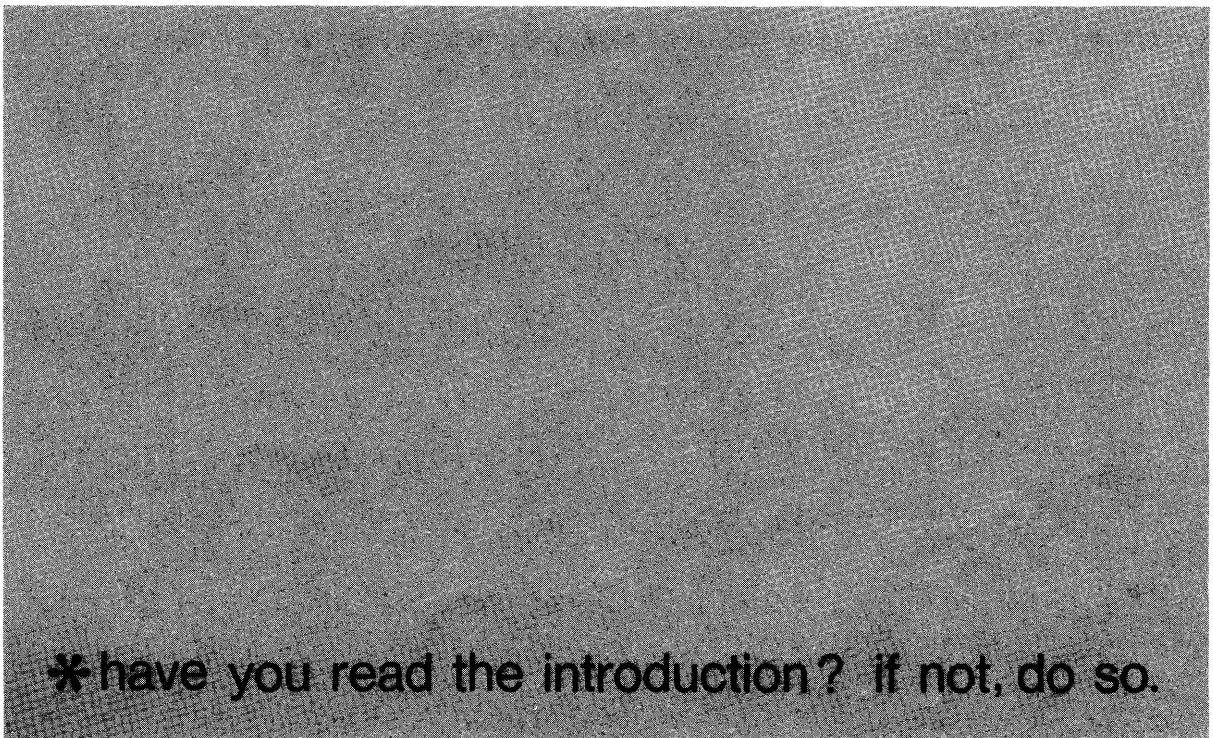 *have you read the introduction? if not, do so.